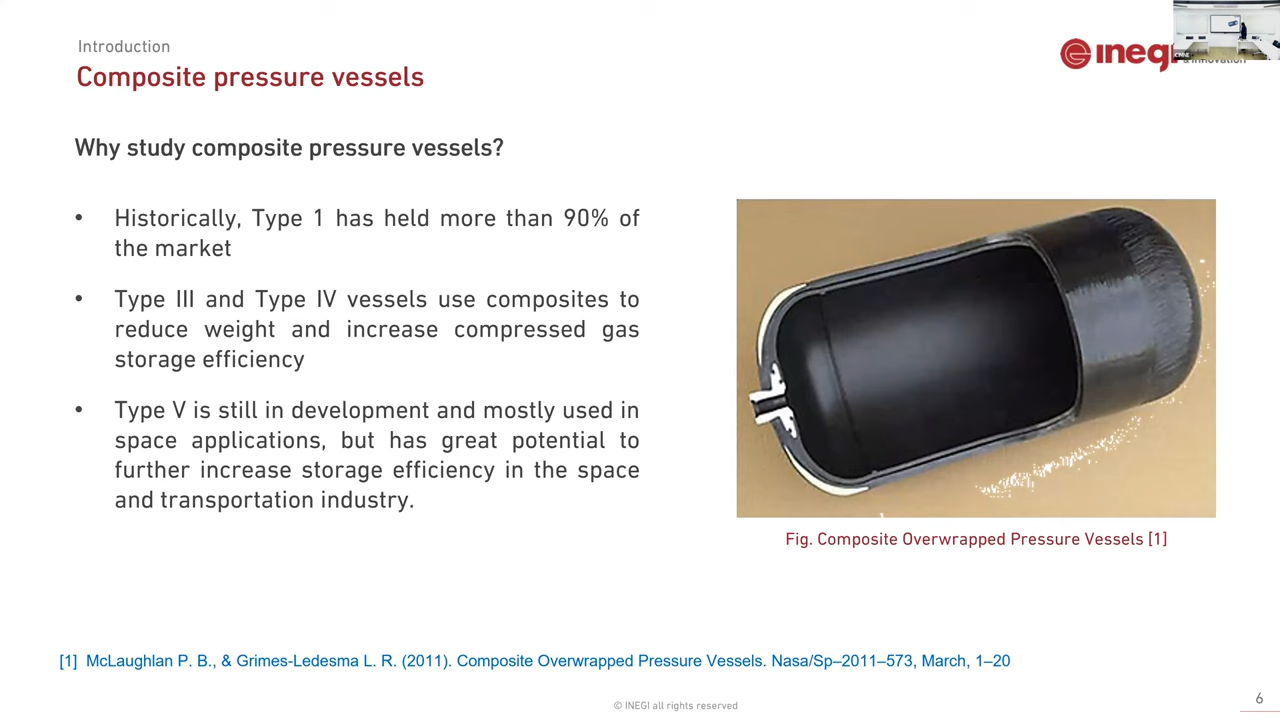 Introduction
Composite pressure vessels
inegi
& innovation
Why study composite pressure vessels?
• Historically, Type 1 has held more than 90% of
the market
• Type III and Type IV vessels use composites to
reduce weight and increase compressed gas
storage efficiency
• Type V is still in development and mostly used in
space applications, but has great potential to
further increase storage efficiency in the space
and transportation industry.
Fig. Composite Overwrapped Pressure Vessels [1]
[1] McLaughlan P. B., & Grimes-Ledesma L. R. (2011). Composite Overwrapped Pressure Vessels. Nasa/Sp–2011–573, March, 1–20
© INEGI all rights reserved
6